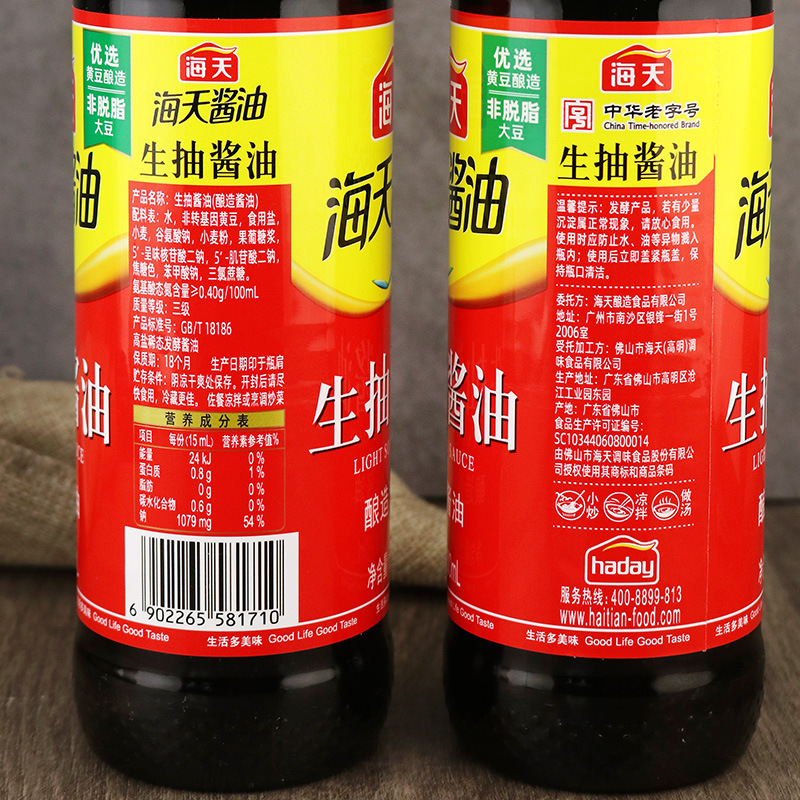 优选
黄豆酿造
非脱脂
大豆
海天
海天酱油
生抽酱油
产品名称：生抽酱油(酿造酱油)
配料表：水，非转基因黄豆，食用盐，
小麦，谷氨酸钠，小麦粉，果葡糖浆，
5′-呈味核苷酸二钠，5′-肌苷酸二钠，
焦糖色，苯甲酸钠，三氯蔗糖。
氨基酸态氮含量≥0.40g/100mL
质量等级：三级
产品标准号：GB/T 18186
高盐稀态发酵酱油
保质期：18个月 生产日期印于瓶肩
贮存条件：阴凉干爽处保存。开封后请尽
快食用，冷藏更佳。 佐餐凉拌或烹调炒菜
营养成分表
项目 每份(15 mL) 营养素参考值%
能量 24 kJ 0 %
蛋白质 0.8 g 1 %
脂肪 0 g 0 %
碳水化合物 0.6 g 0 %
钠 1079 mg 54 %
6 902265 581710
生活多美味 Good Life Good Taste
海天
生抽
LIGHT
酿造
净含
酱油
油
优选
黄豆酿造
非脱脂
大豆
海天
中华老字号
China Time-honored Brand
生抽酱油
温馨提示：发酵产品，若有少量
沉淀属正常现象，请放心食用。
使用时应防止水、油等异物溅入
瓶内；使用后立即盖紧瓶盖，保
持瓶口清洁。
委托方：海天酿造食品有限公司
地址：广州市南沙区银锋一街1号
2006室
受托加工方：佛山市海天(高明)调
味食品有限公司
生产地址：广东省佛山市高明区沧
江工业园东园
产地：广东省佛山市
食品生产许可证编号：
SC10344060800014
由佛山市海天调味食品股份有限公
司授权使用其商标和商品条码
小炒
凉拌
做汤
haday
服务热线：400-8899-813
www.haitian-food.com
生活多美味 Good Life Good Taste
酱油
酱油
AUCE
mL
生